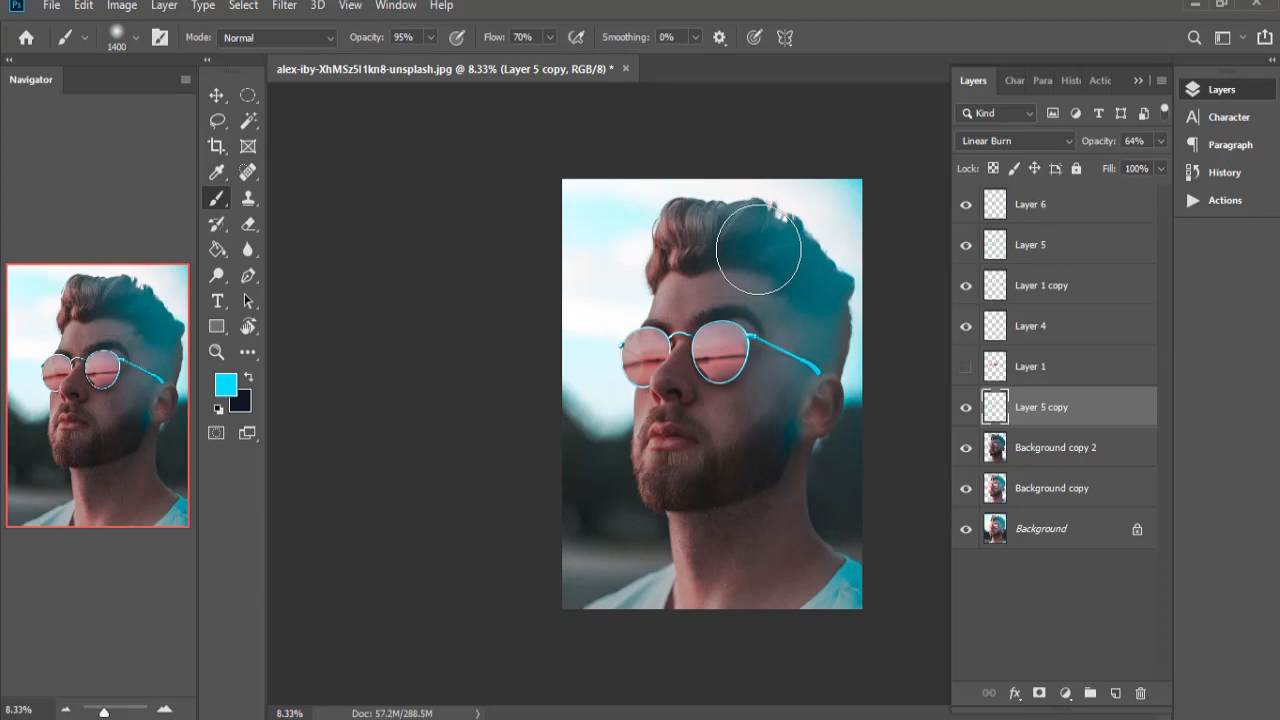 Ps File Edit Image Layer Type Select Filter 3D View Window Help
1400 Mode: Normal Opacity: 95% Flow: 70% Smoothing: 0%
Navigator
alex-iby-XhMSz5l1kn8-unsplash.jpg @ 8.33% (Layer 5 copy, RGB/8) * ×
Layers Char Para Hist Actic
Kind
Linear Burn Opacity: 64%
Lock: Fill: 100%
Layer 6
Layer 5
Layer 1 copy
Layer 4
Layer 1
Layer 5 copy
Background copy 2
Background copy
Background
Layers
Character
Paragraph
History
Actions
8.33%
8.33% Doc: 57.2M/288.5M